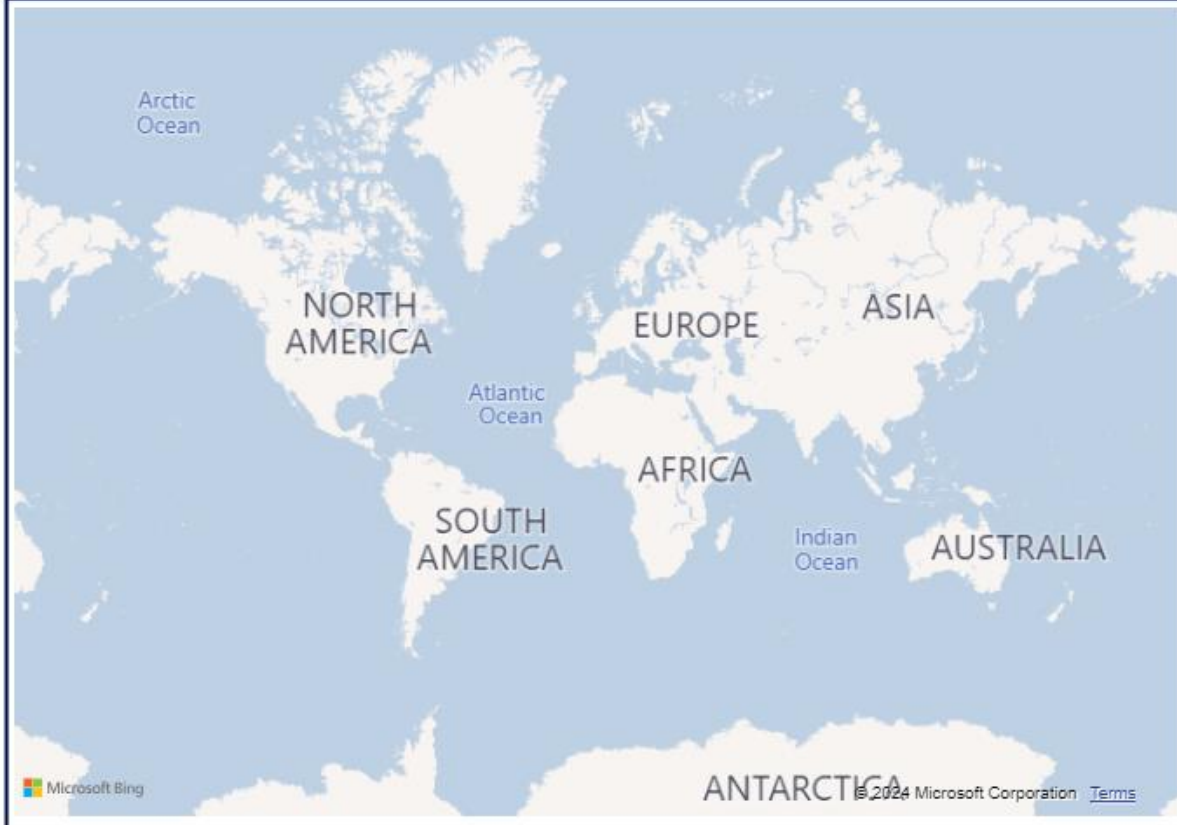 Arctic
Ocean
NORTH
AMERICA
EUROPE
ASIA
Atlantic
Ocean
AFRICA
SOUTH
AMERICA
Indian
Ocean
AUSTRALIA
Microsoft Bing
ANTARCTICA
© 2024 Microsoft Corporation Terms